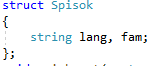 struct Spisok
{
string lang, fam;
};